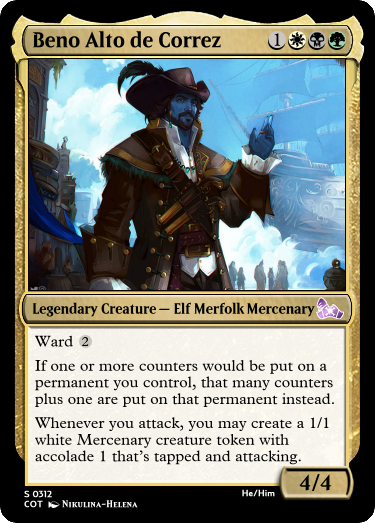 Beno Alto de Correz 1
Legendary Creature — Elf Merfolk Mercenary
Ward 2
If one or more counters would be put on a
permanent you control, that many counters
plus one are put on that permanent instead.
Whenever you attack, you may create a 1/1
white Mercenary creature token with
accolade 1 that's tapped and attacking.
4/4
S 0312 He/Him
COT Nikulina-Helena